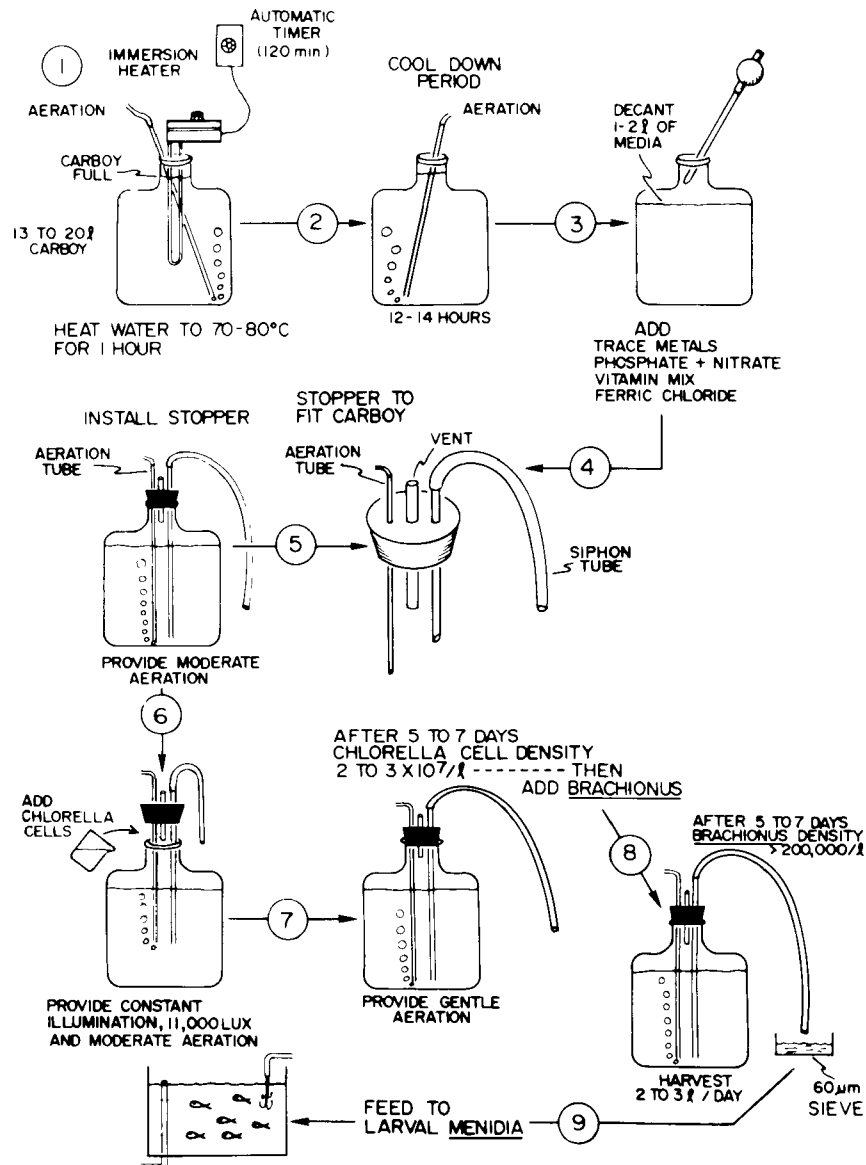 1
IMMERSION
HEATER
AUTOMATIC
TIMER
(120 min)
AERATION
CARBOY
FULL
13 TO 20ℓ
CARBOY
HEAT WATER TO 70-80°C
FOR 1 HOUR
2
COOL DOWN
PERIOD
AERATION
12-14 HOURS
3
DECANT
1-2ℓ OF
MEDIA
ADD
TRACE METALS
PHOSPHATE + NITRATE
VITAMIN MIX
FERRIC CHLORIDE
4
STOPPER TO
FIT CARBOY
VENT
AERATION
TUBE
SIPHON
TUBE
INSTALL STOPPER
AERATION
TUBE
5
PROVIDE MODERATE
AERATION
6
ADD
CHLORELLA
CELLS
PROVIDE CONSTANT
ILLUMINATION, 11,000 LUX
AND MODERATE AERATION
7
AFTER 5 TO 7 DAYS
CHLORELLA CELL DENSITY
2 TO 3 X 10⁷/ℓ -------- THEN
ADD BRACHIONUS
PROVIDE GENTLE
AERATION
8
AFTER 5 TO 7 DAYS
BRACHIONUS DENSITY
>200,000/ℓ
HARVEST
2 TO 3ℓ / DAY
60µm
SIEVE
9
FEED TO
LARVAL MENIDIA